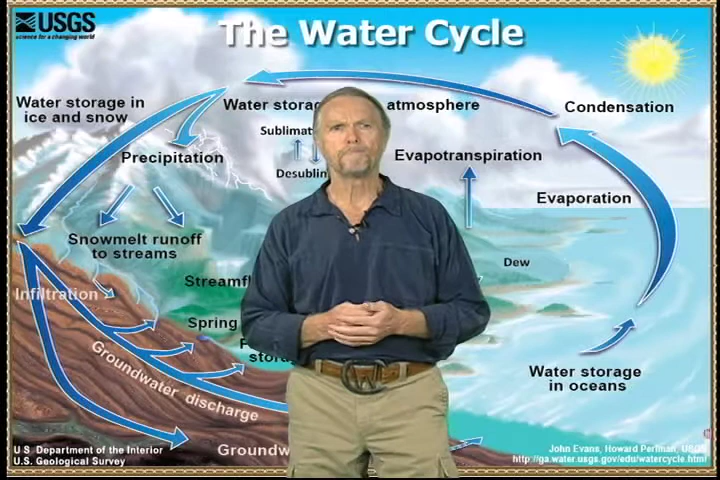 USGS
science for a changing world
The Water Cycle
Water storage in
ice and snow
Water storag
atmosphere
Condensation
Sublimat
Precipitation
Evapotranspiration
Desublin
Evaporation
Snowmelt runoff
to streams
Dew
Infiltration
Streamfl
Spring
F
stora
Groundwater discharge
Water storage
in oceans
Groundw
U S Department of the Interior
U.S. Geological Survey
John Evans, Howard Perlman, USGS
http://ga.water.usgs.gov/edu/watercycle.html